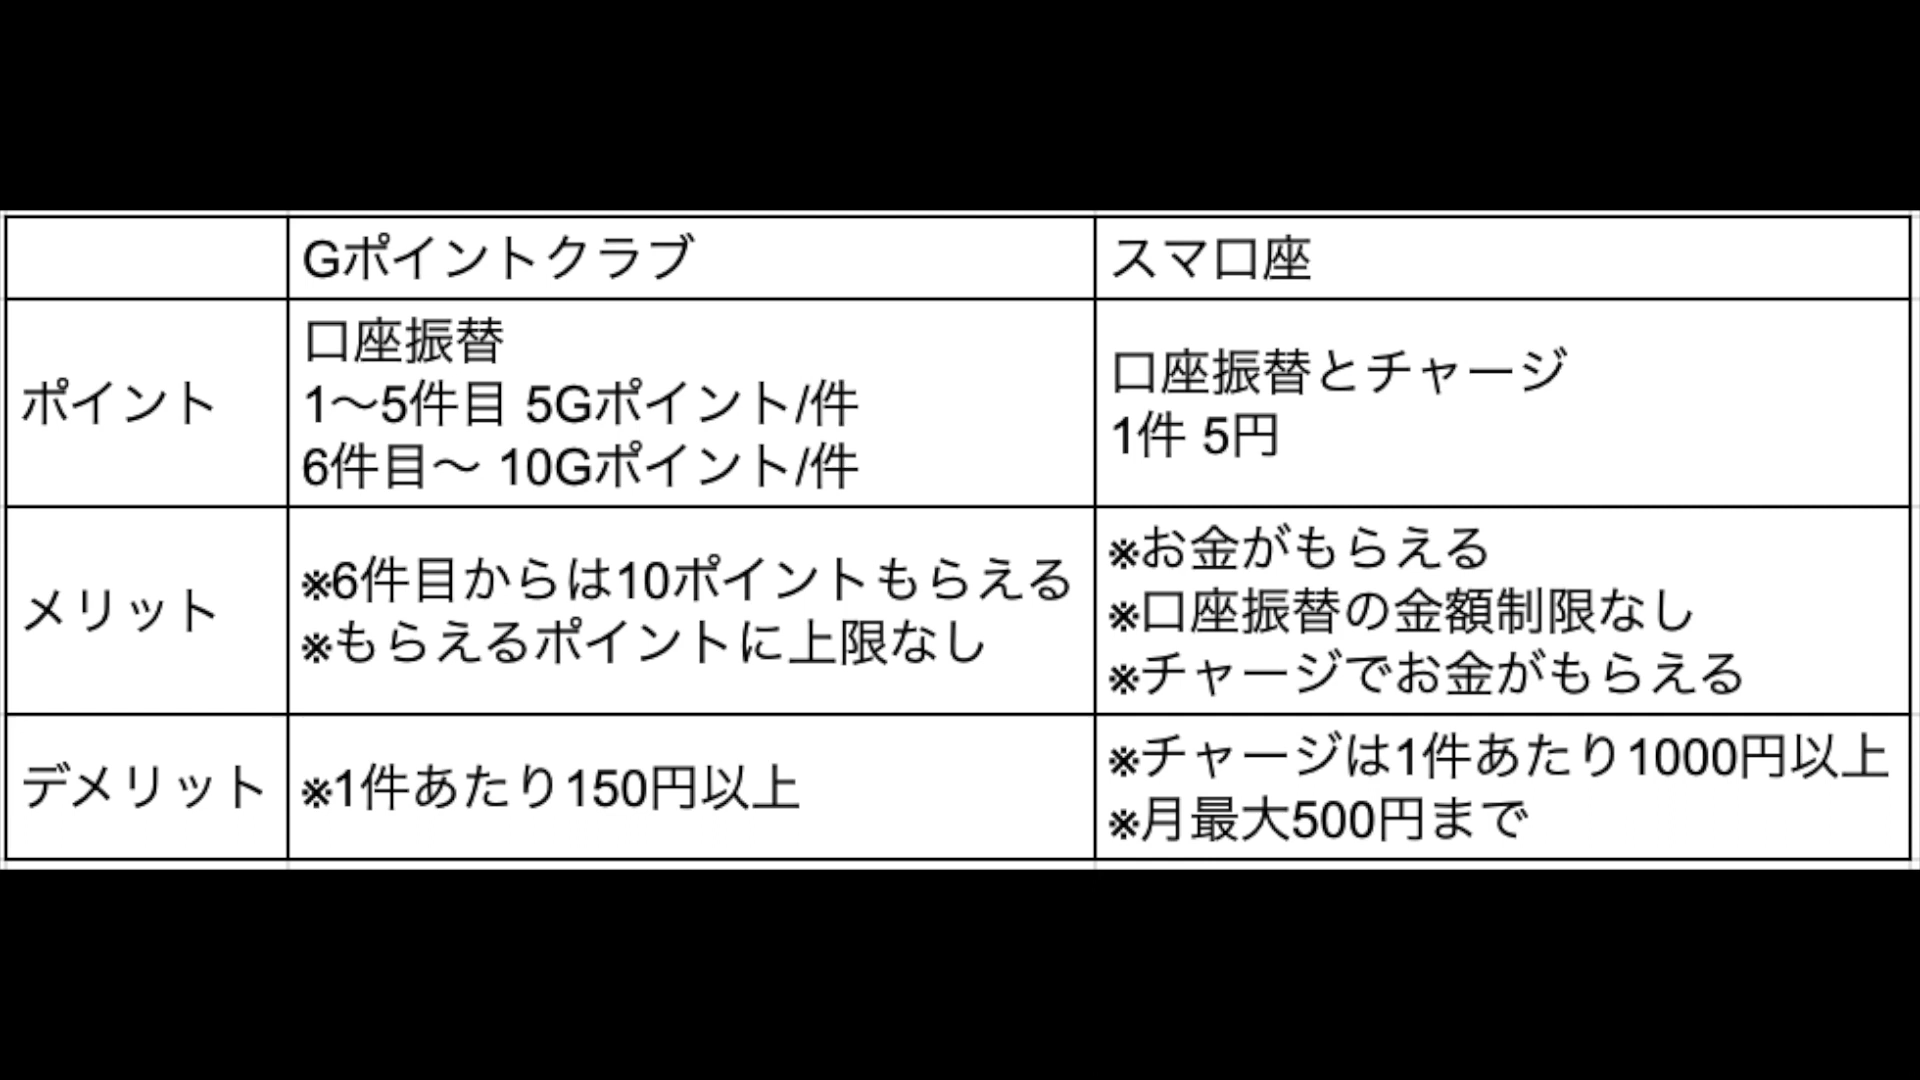 Gポイントクラブ
スマ口座
ポイント
口座振替
1〜5件目 5Gポイント/件
6件目〜 10Gポイント/件
口座振替とチャージ
1件 5円
メリット
※6件目からは10ポイントもらえる
※もらえるポイントに上限なし
※お金がもらえる
※口座振替の金額制限なし
※チャージでお金がもらえる
デメリット
※1件あたり150円以上
※チャージは1件あたり1000円以上
※月最大500円まで